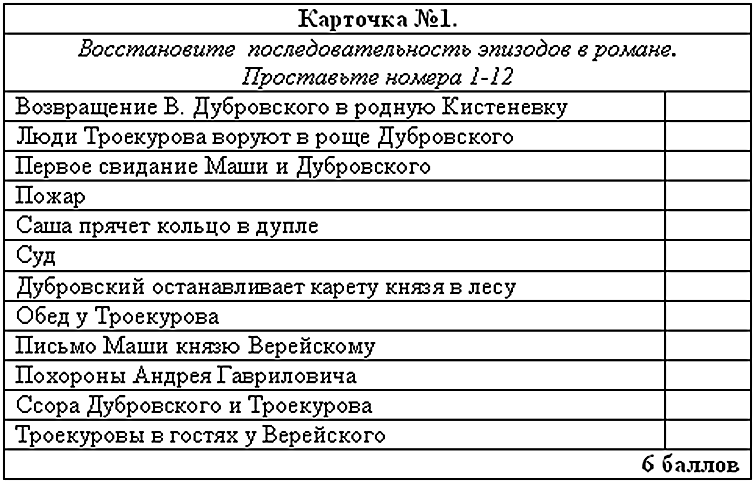 Карточка №1.
Восстановите последовательность эпизодов в романе.
Проставьте номера 1-12
Возвращение В. Дубровского в родную Кистеневку
Люди Троекурова воруют в роще Дубровского
Первое свидание Маши и Дубровского
Пожар
Саша прячет кольцо в дупле
Суд
Дубровский останавливает карету князя в лесу
Обед у Троекурова
Письмо Маши князю Верейскому
Похороны Андрея Гавриловича
Ссора Дубровского и Троекурова
Троекуровы в гостях у Верейского
6 баллов